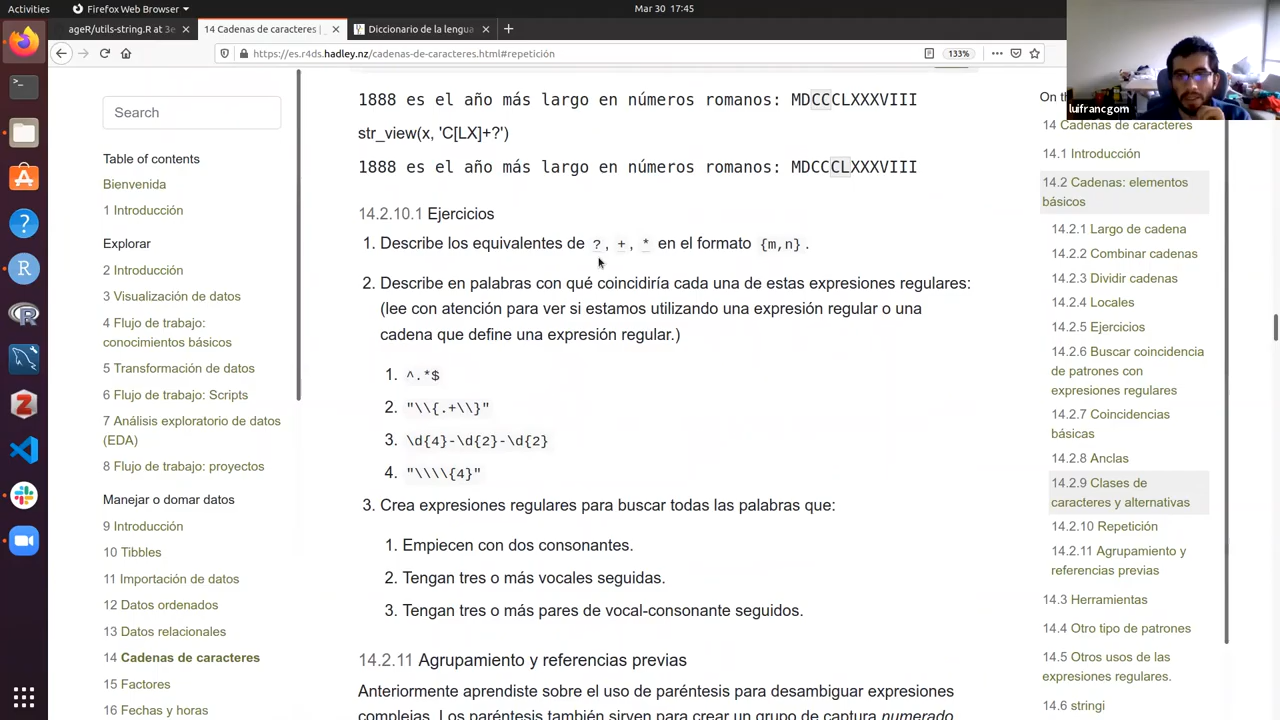 Activities
Firefox Web Browser
Mar 30 17:45
ageR/utils-string.R at 3e
14 Cadenas de caracteres |
Diccionario de la lengua
https://es.r4ds.hadley.nz/cadenas-de-caracteres.html#repetición
133%
luifrancgom
Search
Table of contents
Bienvenida
1 Introducción
Explorar
2 Introducción
3 Visualización de datos
4 Flujo de trabajo:
conocimientos básicos
5 Transformación de datos
6 Flujo de trabajo: Scripts
7 Análisis exploratorio de datos
(EDA)
8 Flujo de trabajo: proyectos
Manejar o domar datos
9 Introducción
10 Tibbles
11 Importación de datos
12 Datos ordenados
13 Datos relacionales
14 Cadenas de caracteres
15 Factores
16 Fechas y horas
1888 es el año más largo en números romanos: MDCCCLXXXVIII
str_view(x, 'C[LX]+?')
1888 es el año más largo en números romanos: MDCCCLXXXVIII
14.2.10.1 Ejercicios
1. Describe los equivalentes de ?, +, * en el formato {m,n}.
2. Describe en palabras con qué coincidiría cada una de estas expresiones regulares:
(lee con atención para ver si estamos utilizando una expresión regular o una
cadena que define una expresión regular.)
1. ^.*$
2. "\\{.+\\}"
3. \d{4}-\d{2}-\d{2}
4. "\\\\{4}"
3. Crea expresiones regulares para buscar todas las palabras que:
1. Empiecen con dos consonantes.
2. Tengan tres o más vocales seguidas.
3. Tengan tres o más pares de vocal-consonante seguidos.
14.2.11 Agrupamiento y referencias previas
Anteriormente aprendiste sobre el uso de paréntesis para desambiguar expresiones
complejas. Los paréntesis también sirven para crear un grupo de captura numerado
On th
14 Cadenas de caracteres
14.1 Introducción
14.2 Cadenas: elementos
básicos
14.2.1 Largo de cadena
14.2.2 Combinar cadenas
14.2.3 Dividir cadenas
14.2.4 Locales
14.2.5 Ejercicios
14.2.6 Buscar coincidencia
de patrones con
expresiones regulares
14.2.7 Coincidencias
básicas
14.2.8 Anclas
14.2.9 Clases de
caracteres y alternativas
14.2.10 Repetición
14.2.11 Agrupamiento y
referencias previas
14.3 Herramientas
14.4 Otro tipo de patrones
14.5 Otros usos de las
expresiones regulares.
14.6 stringi